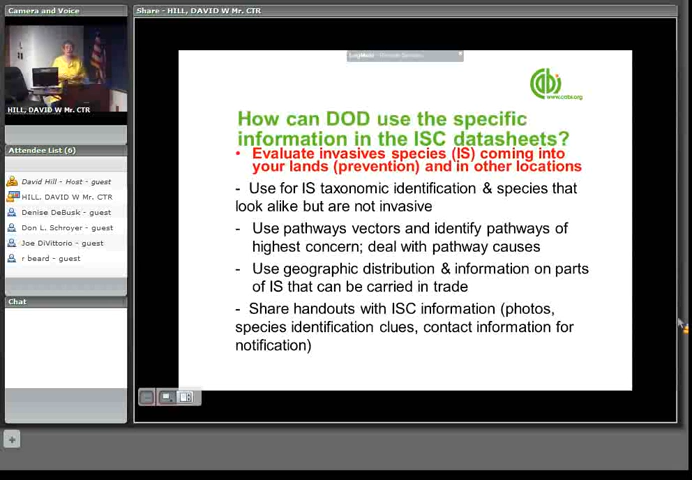 Camera and Voice
HILL, DAVID W Mr. CTR
Attendee List (6)
David Hill - Host - guest
HILL, DAVID W Mr. CTR
Denise DeBusk - guest
Don L. Schroyer - guest
Joe DiVittorio - guest
r beard - guest
Chat
Share - HILL, DAVID W Mr. CTR
cabi
www.cabi.org
How can DOD use the specific
information in the ISC datasheets?
• Evaluate invasives species (IS) coming into
your lands (prevention) and in other locations
- Use for IS taxonomic identification & species that
look alike but are not invasive
- Use pathways vectors and identify pathways of
highest concern; deal with pathway causes
- Use geographic distribution & information on parts
of IS that can be carried in trade
- Share handouts with ISC information (photos,
species identification clues, contact information for
notification)